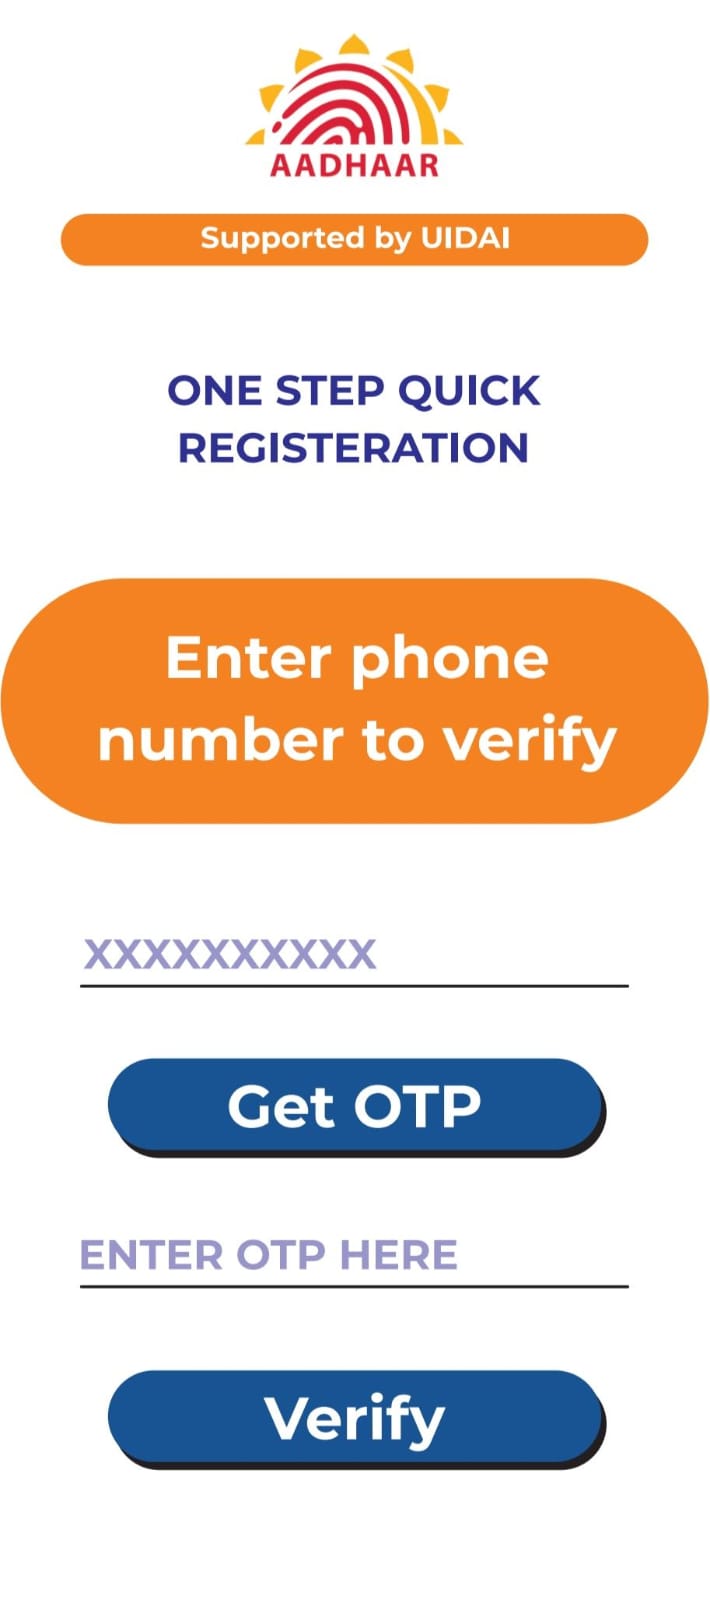 AADHAAR
Supported by UIDAI
ONE STEP QUICK
REGISTERATION
Enter phone
number to verify
XXXXXXXXXX
Get OTP
ENTER OTP HERE
Verify